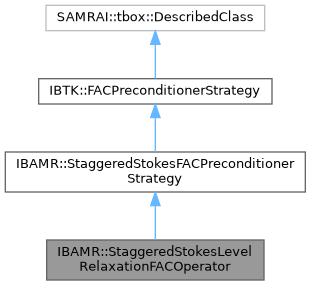 SAMRAI::tbox::DescribedClass
IBTK::FACPreconditionerStrategy
IBAMR::StaggeredStokesFACPreconditioner
Strategy
IBAMR::StaggeredStokesLevel
RelaxationFACOperator